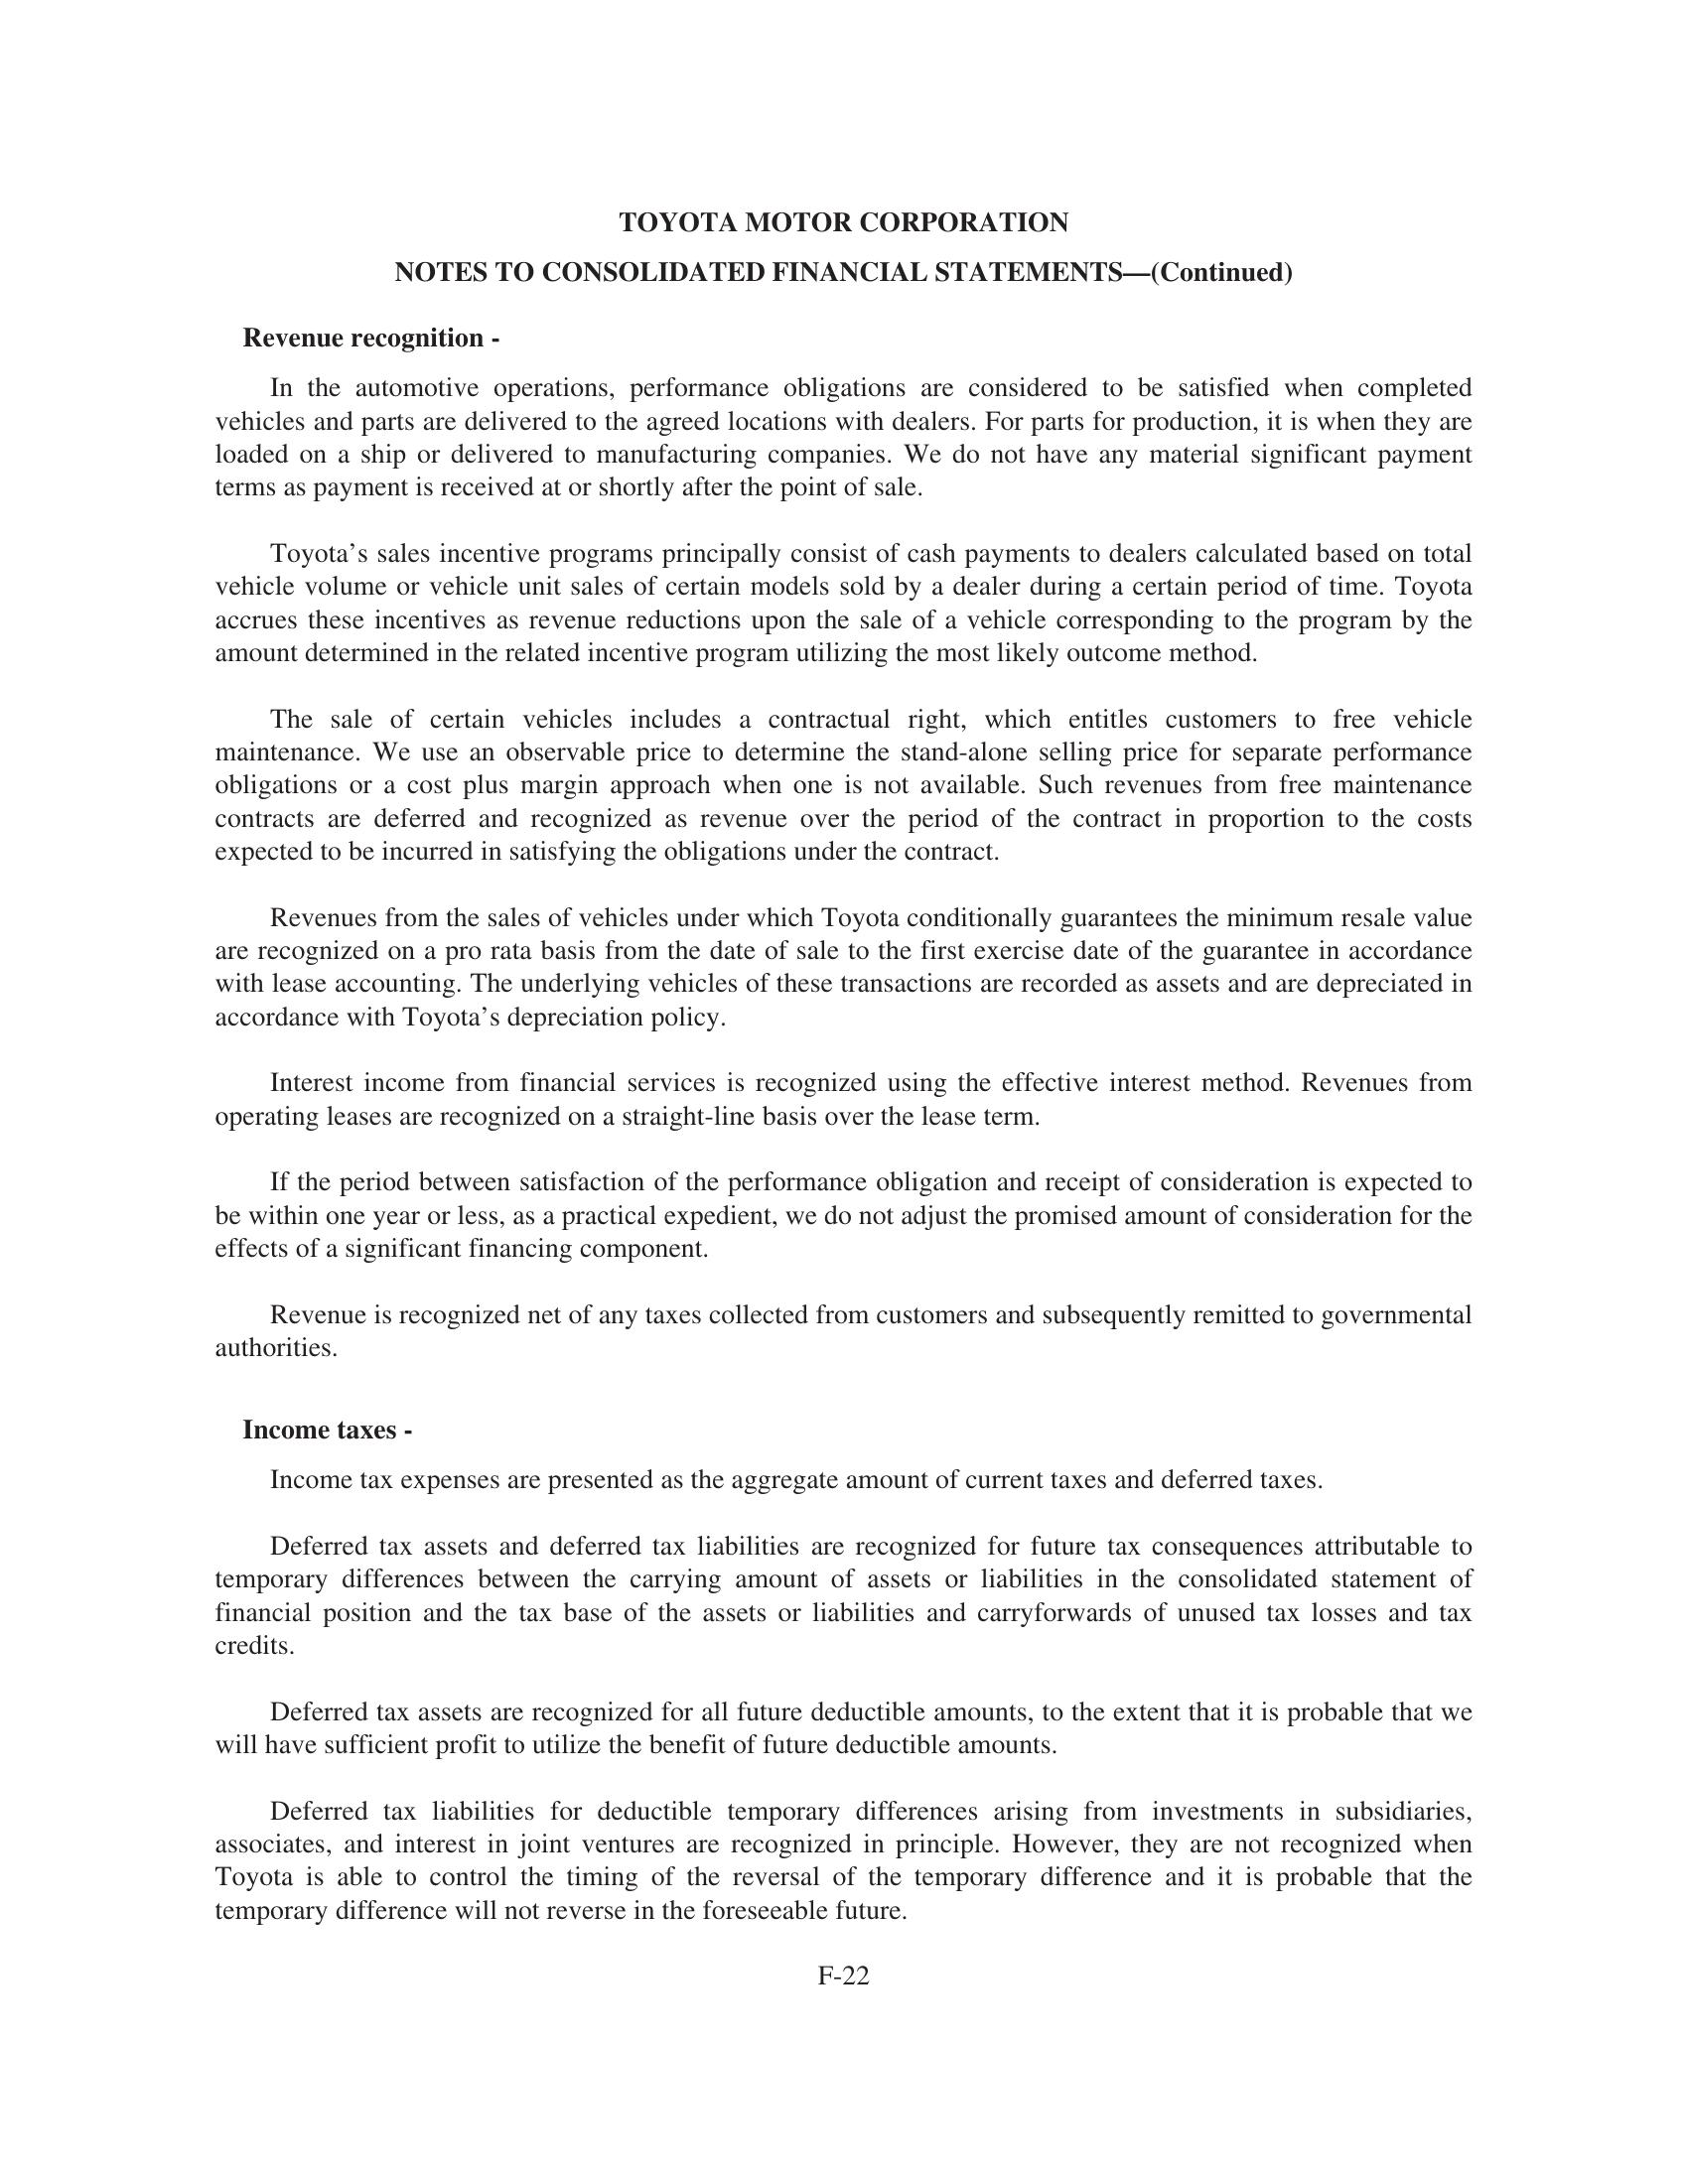 TOYOTA MOTOR CORPORATION
NOTES TO CONSOLIDATED FINANCIAL STATEMENTS—(Continued)
Revenue recognition -
In the automotive operations, performance obligations are considered to be satisfied when completed
vehicles and parts are delivered to the agreed locations with dealers. For parts for production, it is when they are
loaded on a ship or delivered to manufacturing companies. We do not have any material significant payment
terms as payment is received at or shortly after the point of sale.
Toyota’s sales incentive programs principally consist of cash payments to dealers calculated based on total
vehicle volume or vehicle unit sales of certain models sold by a dealer during a certain period of time. Toyota
accrues these incentives as revenue reductions upon the sale of a vehicle corresponding to the program by the
amount determined in the related incentive program utilizing the most likely outcome method.
The sale of certain vehicles includes a contractual right, which entitles customers to free vehicle
maintenance. We use an observable price to determine the stand-alone selling price for separate performance
obligations or a cost plus margin approach when one is not available. Such revenues from free maintenance
contracts are deferred and recognized as revenue over the period of the contract in proportion to the costs
expected to be incurred in satisfying the obligations under the contract.
Revenues from the sales of vehicles under which Toyota conditionally guarantees the minimum resale value
are recognized on a pro rata basis from the date of sale to the first exercise date of the guarantee in accordance
with lease accounting. The underlying vehicles of these transactions are recorded as assets and are depreciated in
accordance with Toyota’s depreciation policy.
Interest income from financial services is recognized using the effective interest method. Revenues from
operating leases are recognized on a straight-line basis over the lease term.
If the period between satisfaction of the performance obligation and receipt of consideration is expected to
be within one year or less, as a practical expedient, we do not adjust the promised amount of consideration for the
effects of a significant financing component.
Revenue is recognized net of any taxes collected from customers and subsequently remitted to governmental
authorities.
Income taxes -
Income tax expenses are presented as the aggregate amount of current taxes and deferred taxes.
Deferred tax assets and deferred tax liabilities are recognized for future tax consequences attributable to
temporary differences between the carrying amount of assets or liabilities in the consolidated statement of
financial position and the tax base of the assets or liabilities and carryforwards of unused tax losses and tax
credits.
Deferred tax assets are recognized for all future deductible amounts, to the extent that it is probable that we
will have sufficient profit to utilize the benefit of future deductible amounts.
Deferred tax liabilities for deductible temporary differences arising from investments in subsidiaries,
associates, and interest in joint ventures are recognized in principle. However, they are not recognized when
Toyota is able to control the timing of the reversal of the temporary difference and it is probable that the
temporary difference will not reverse in the foreseeable future.
F-22